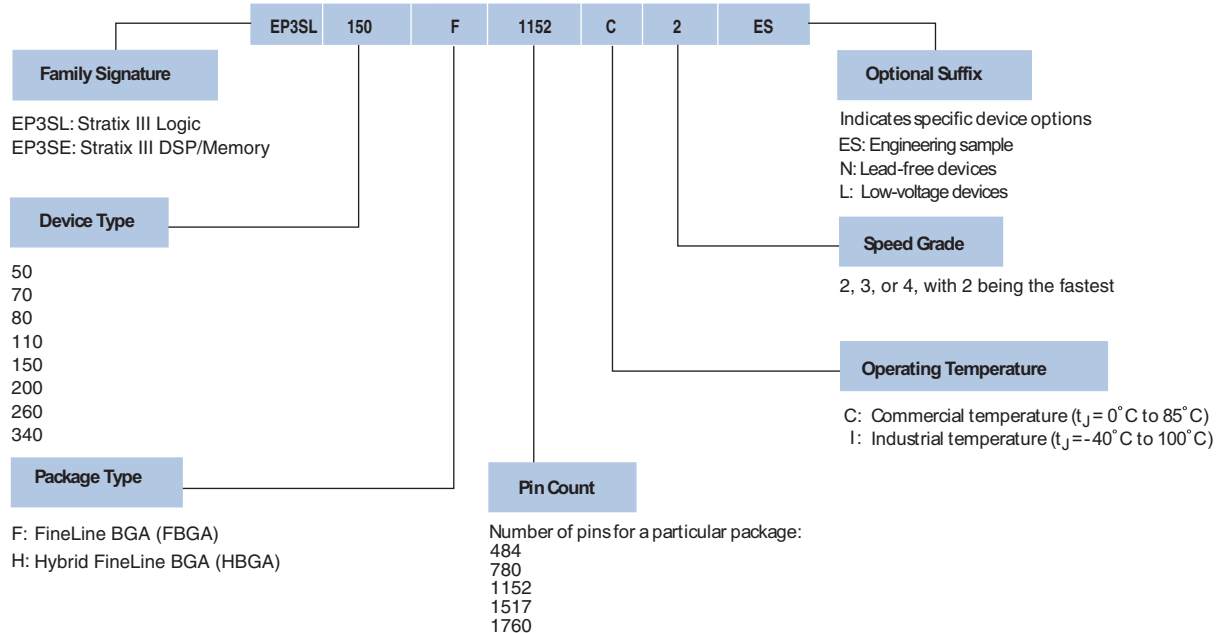 EP3SL 150 F 1152 C 2 ES
Family Signature
EP3SL: Stratix III Logic
EP3SE: Stratix III DSP/Memory
Optional Suffix
Indicates specific device options
ES: Engineering sample
N: Lead-free devices
L: Low-voltage devices
Device Type
50
70
80
110
150
200
260
340
Speed Grade
2, 3, or 4, with 2 being the fastest
Operating Temperature
C: Commercial temperature (tJ = 0˚C to 85˚C)
I: Industrial temperature (tJ = -40˚C to 100˚C)
Package Type
F: FineLine BGA (FBGA)
H: Hybrid FineLine BGA (HBGA)
Pin Count
Number of pins for a particular package:
484
780
1152
1517
1760